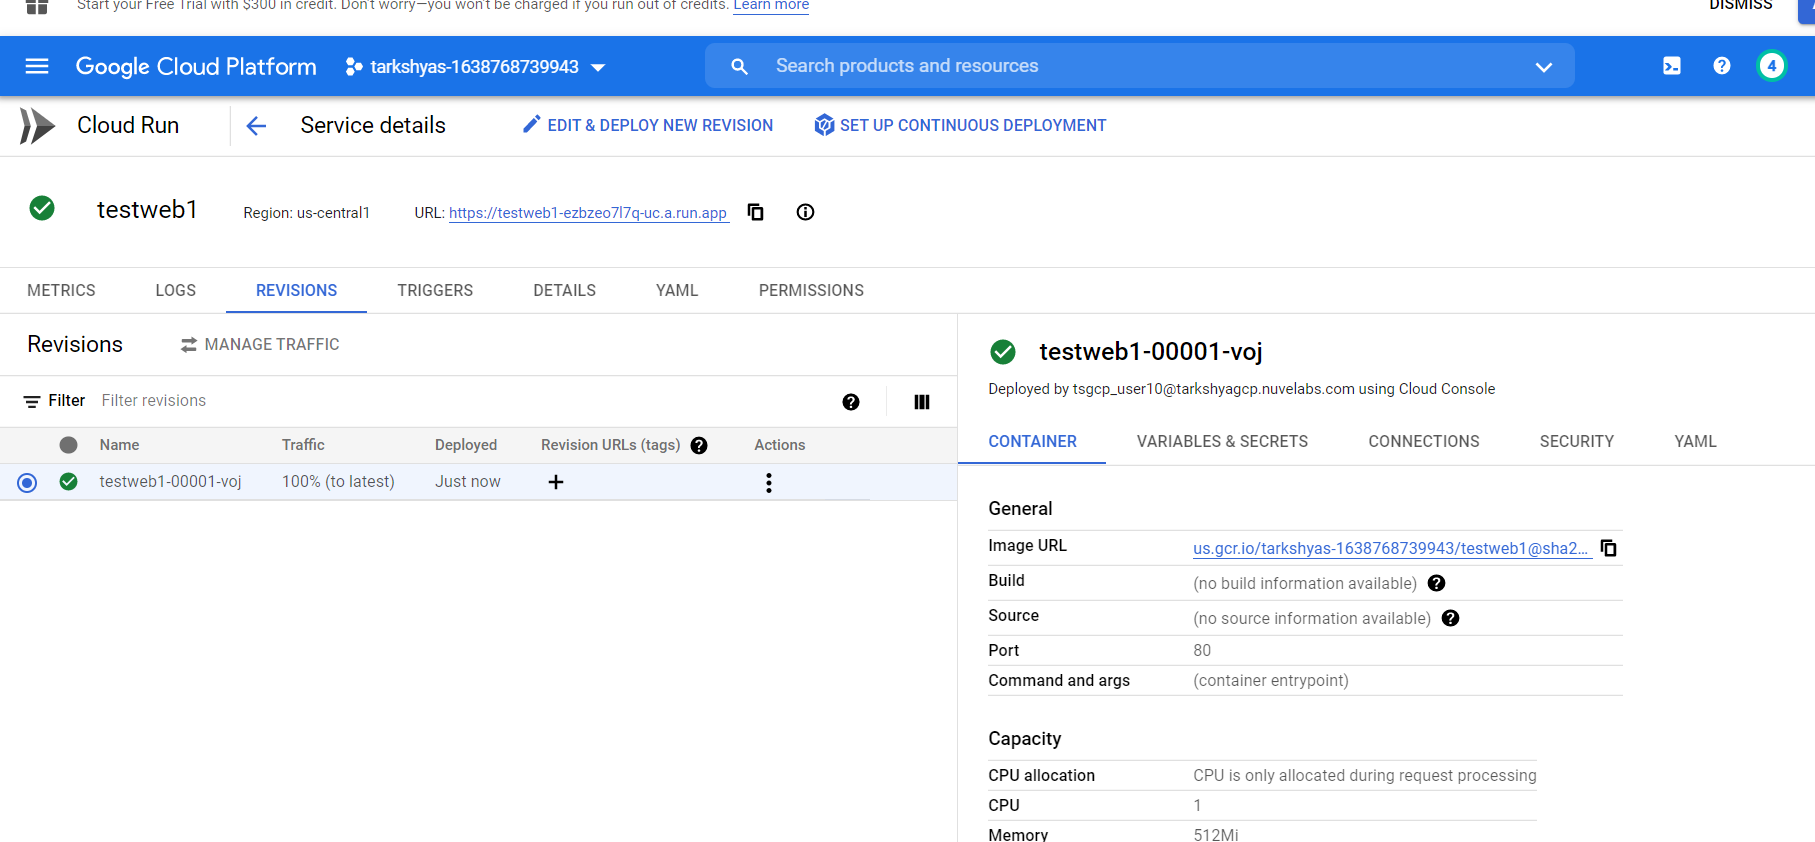 Start your Free Trial with $300 in credit. Don't worry—you won't be charged if you run out of credits. Learn more DISMISS
Google Cloud Platform tarkshyas-1638768739943 Search products and resources 4
Cloud Run Service details EDIT & DEPLOY NEW REVISION SET UP CONTINUOUS DEPLOYMENT
testweb1 Region: us-central1 URL: https://testweb1-ezbzeo7l7q-uc.a.run.app
METRICS LOGS REVISIONS TRIGGERS DETAILS YAML PERMISSIONS
Revisions MANAGE TRAFFIC
Filter Filter revisions
Name Traffic Deployed Revision URLs (tags) Actions
testweb1-00001-voj 100% (to latest) Just now
testweb1-00001-voj
Deployed by tsgcp_user10@tarkshyagcp.nuvelabs.com using Cloud Console
CONTAINER VARIABLES & SECRETS CONNECTIONS SECURITY YAML
General
Image URL us.gcr.io/tarkshyas-1638768739943/testweb1@sha2...
Build (no build information available)
Source (no source information available)
Port 80
Command and args (container entrypoint)
Capacity
CPU allocation CPU is only allocated during request processing
CPU 1
Memory 512Mi